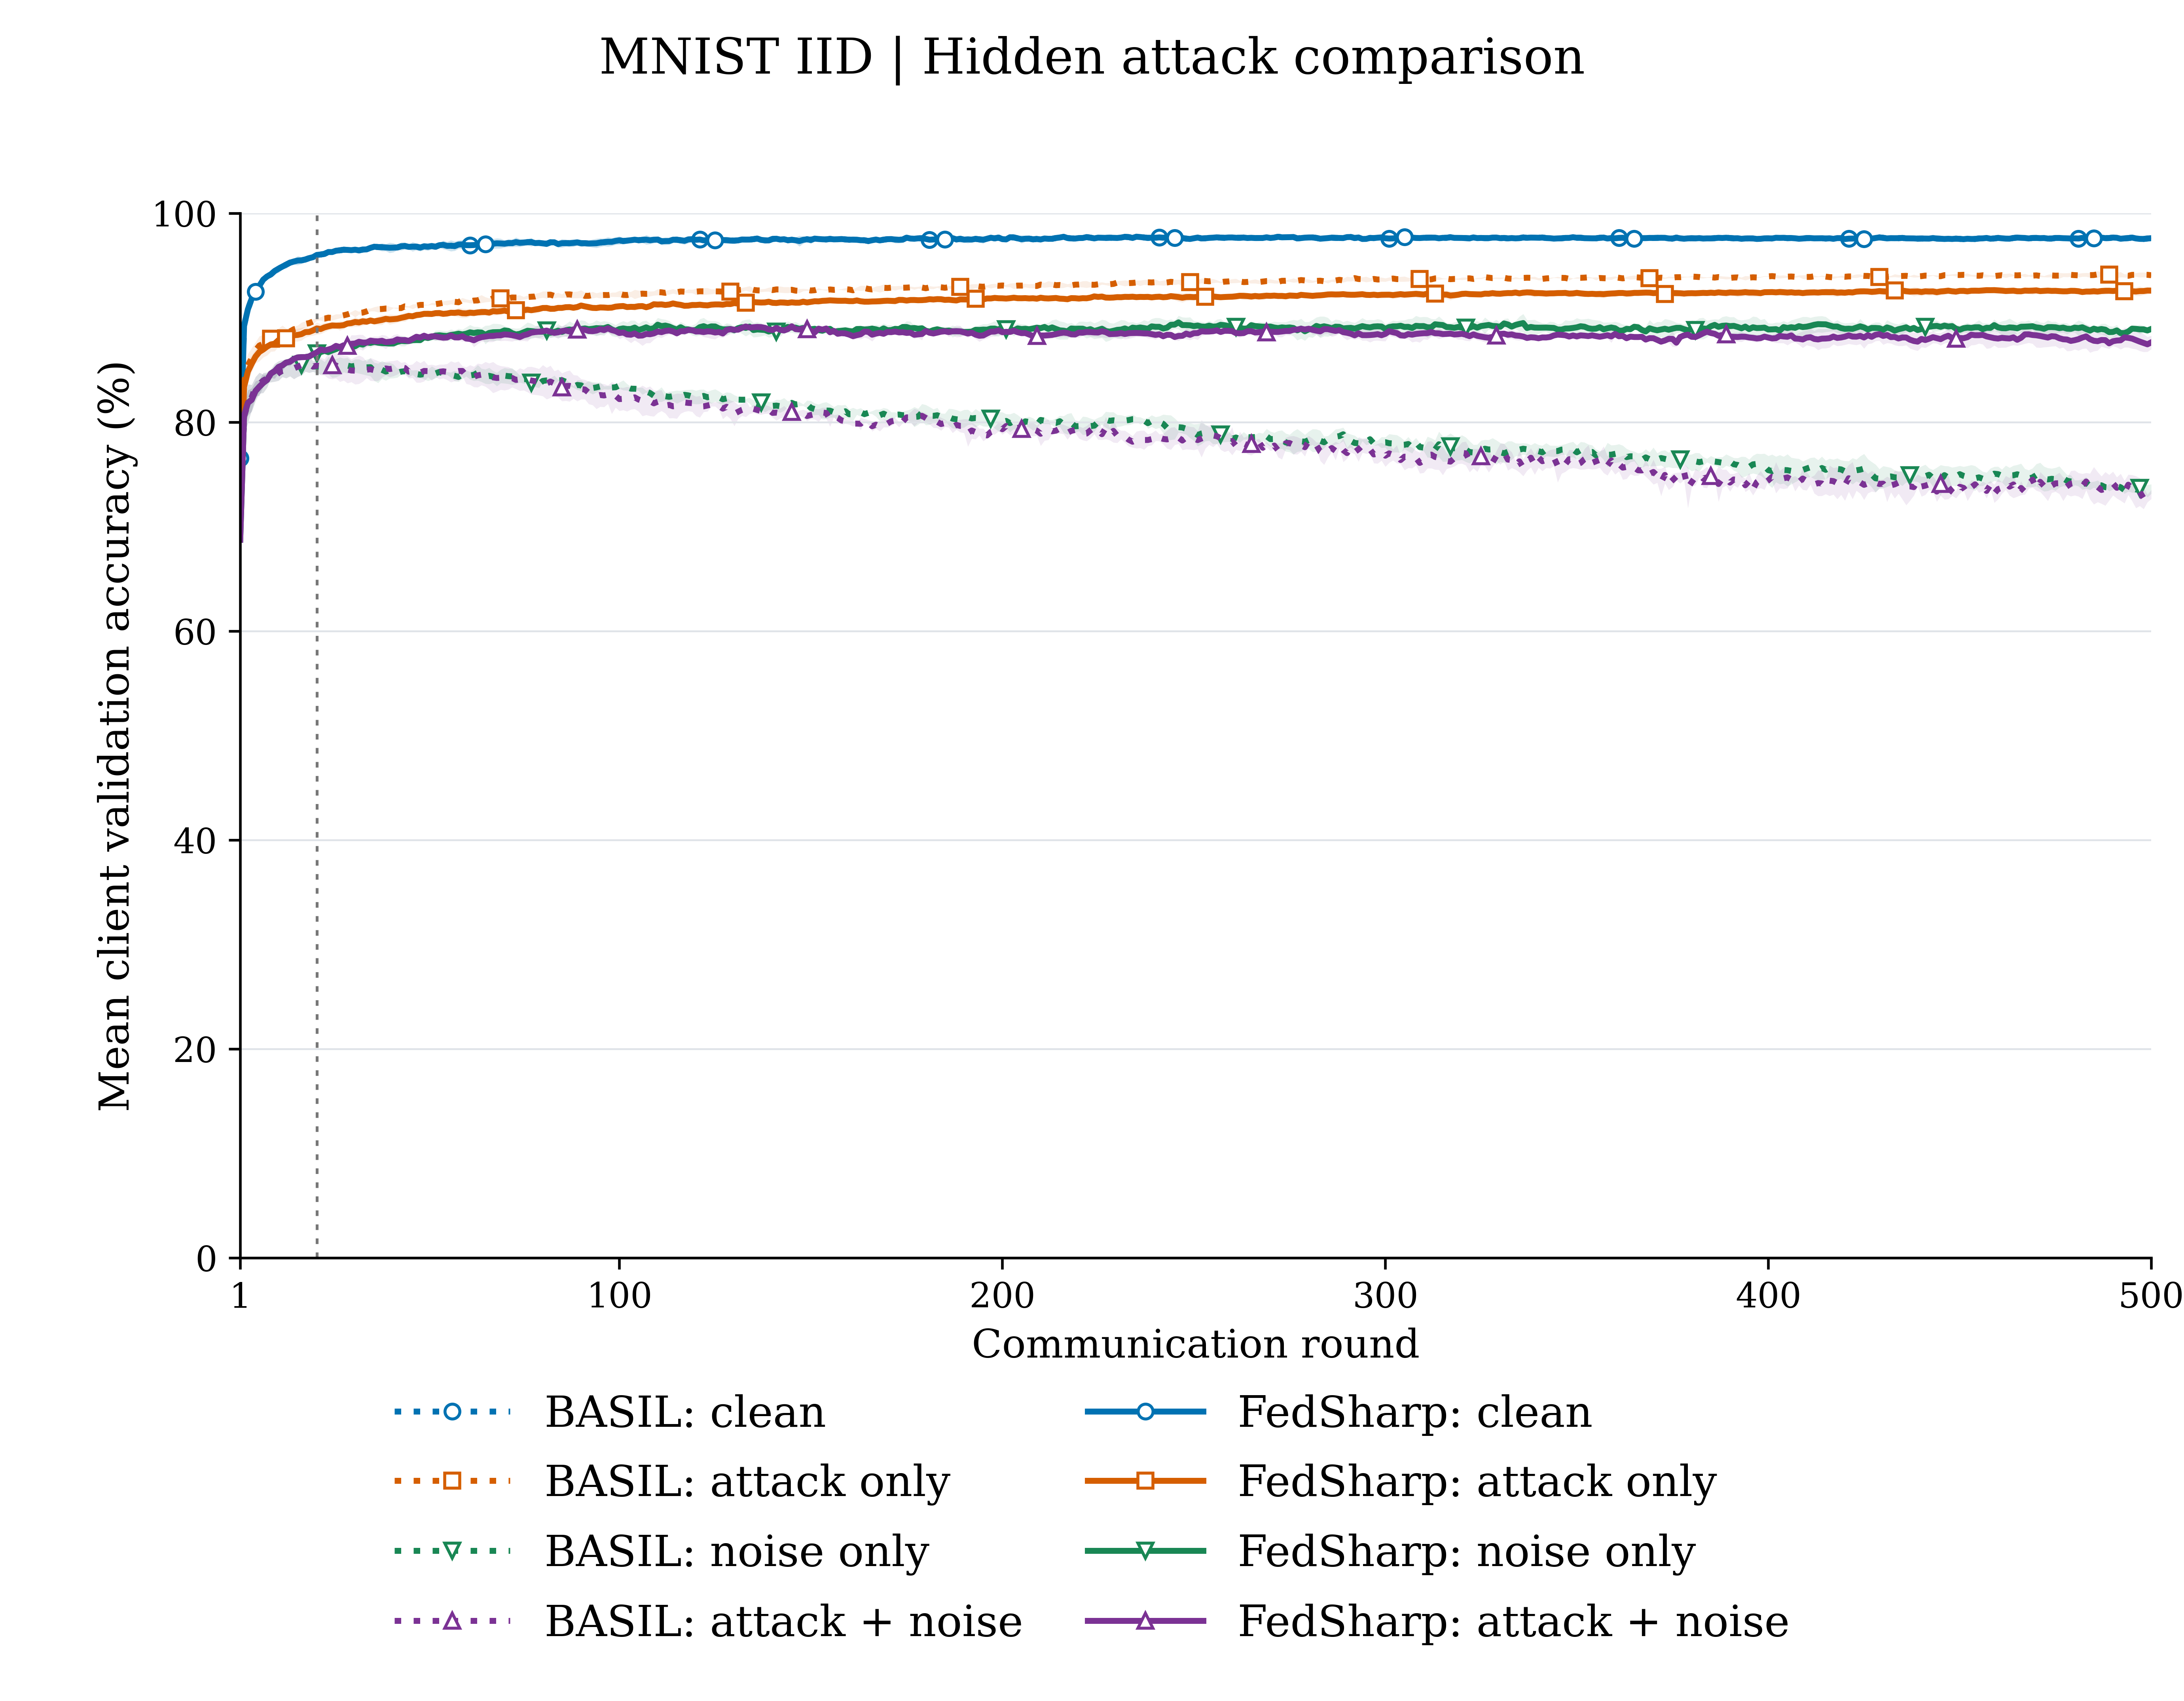 MNIST IID | Hidden attack comparison
Mean client validation accuracy (%)
100
80
60
40
20
0
1
100
200
300
400
500
Communication round
BASIL: clean
FedSharp: clean
BASIL: attack only
FedSharp: attack only
BASIL: noise only
FedSharp: noise only
BASIL: attack + noise
FedSharp: attack + noise